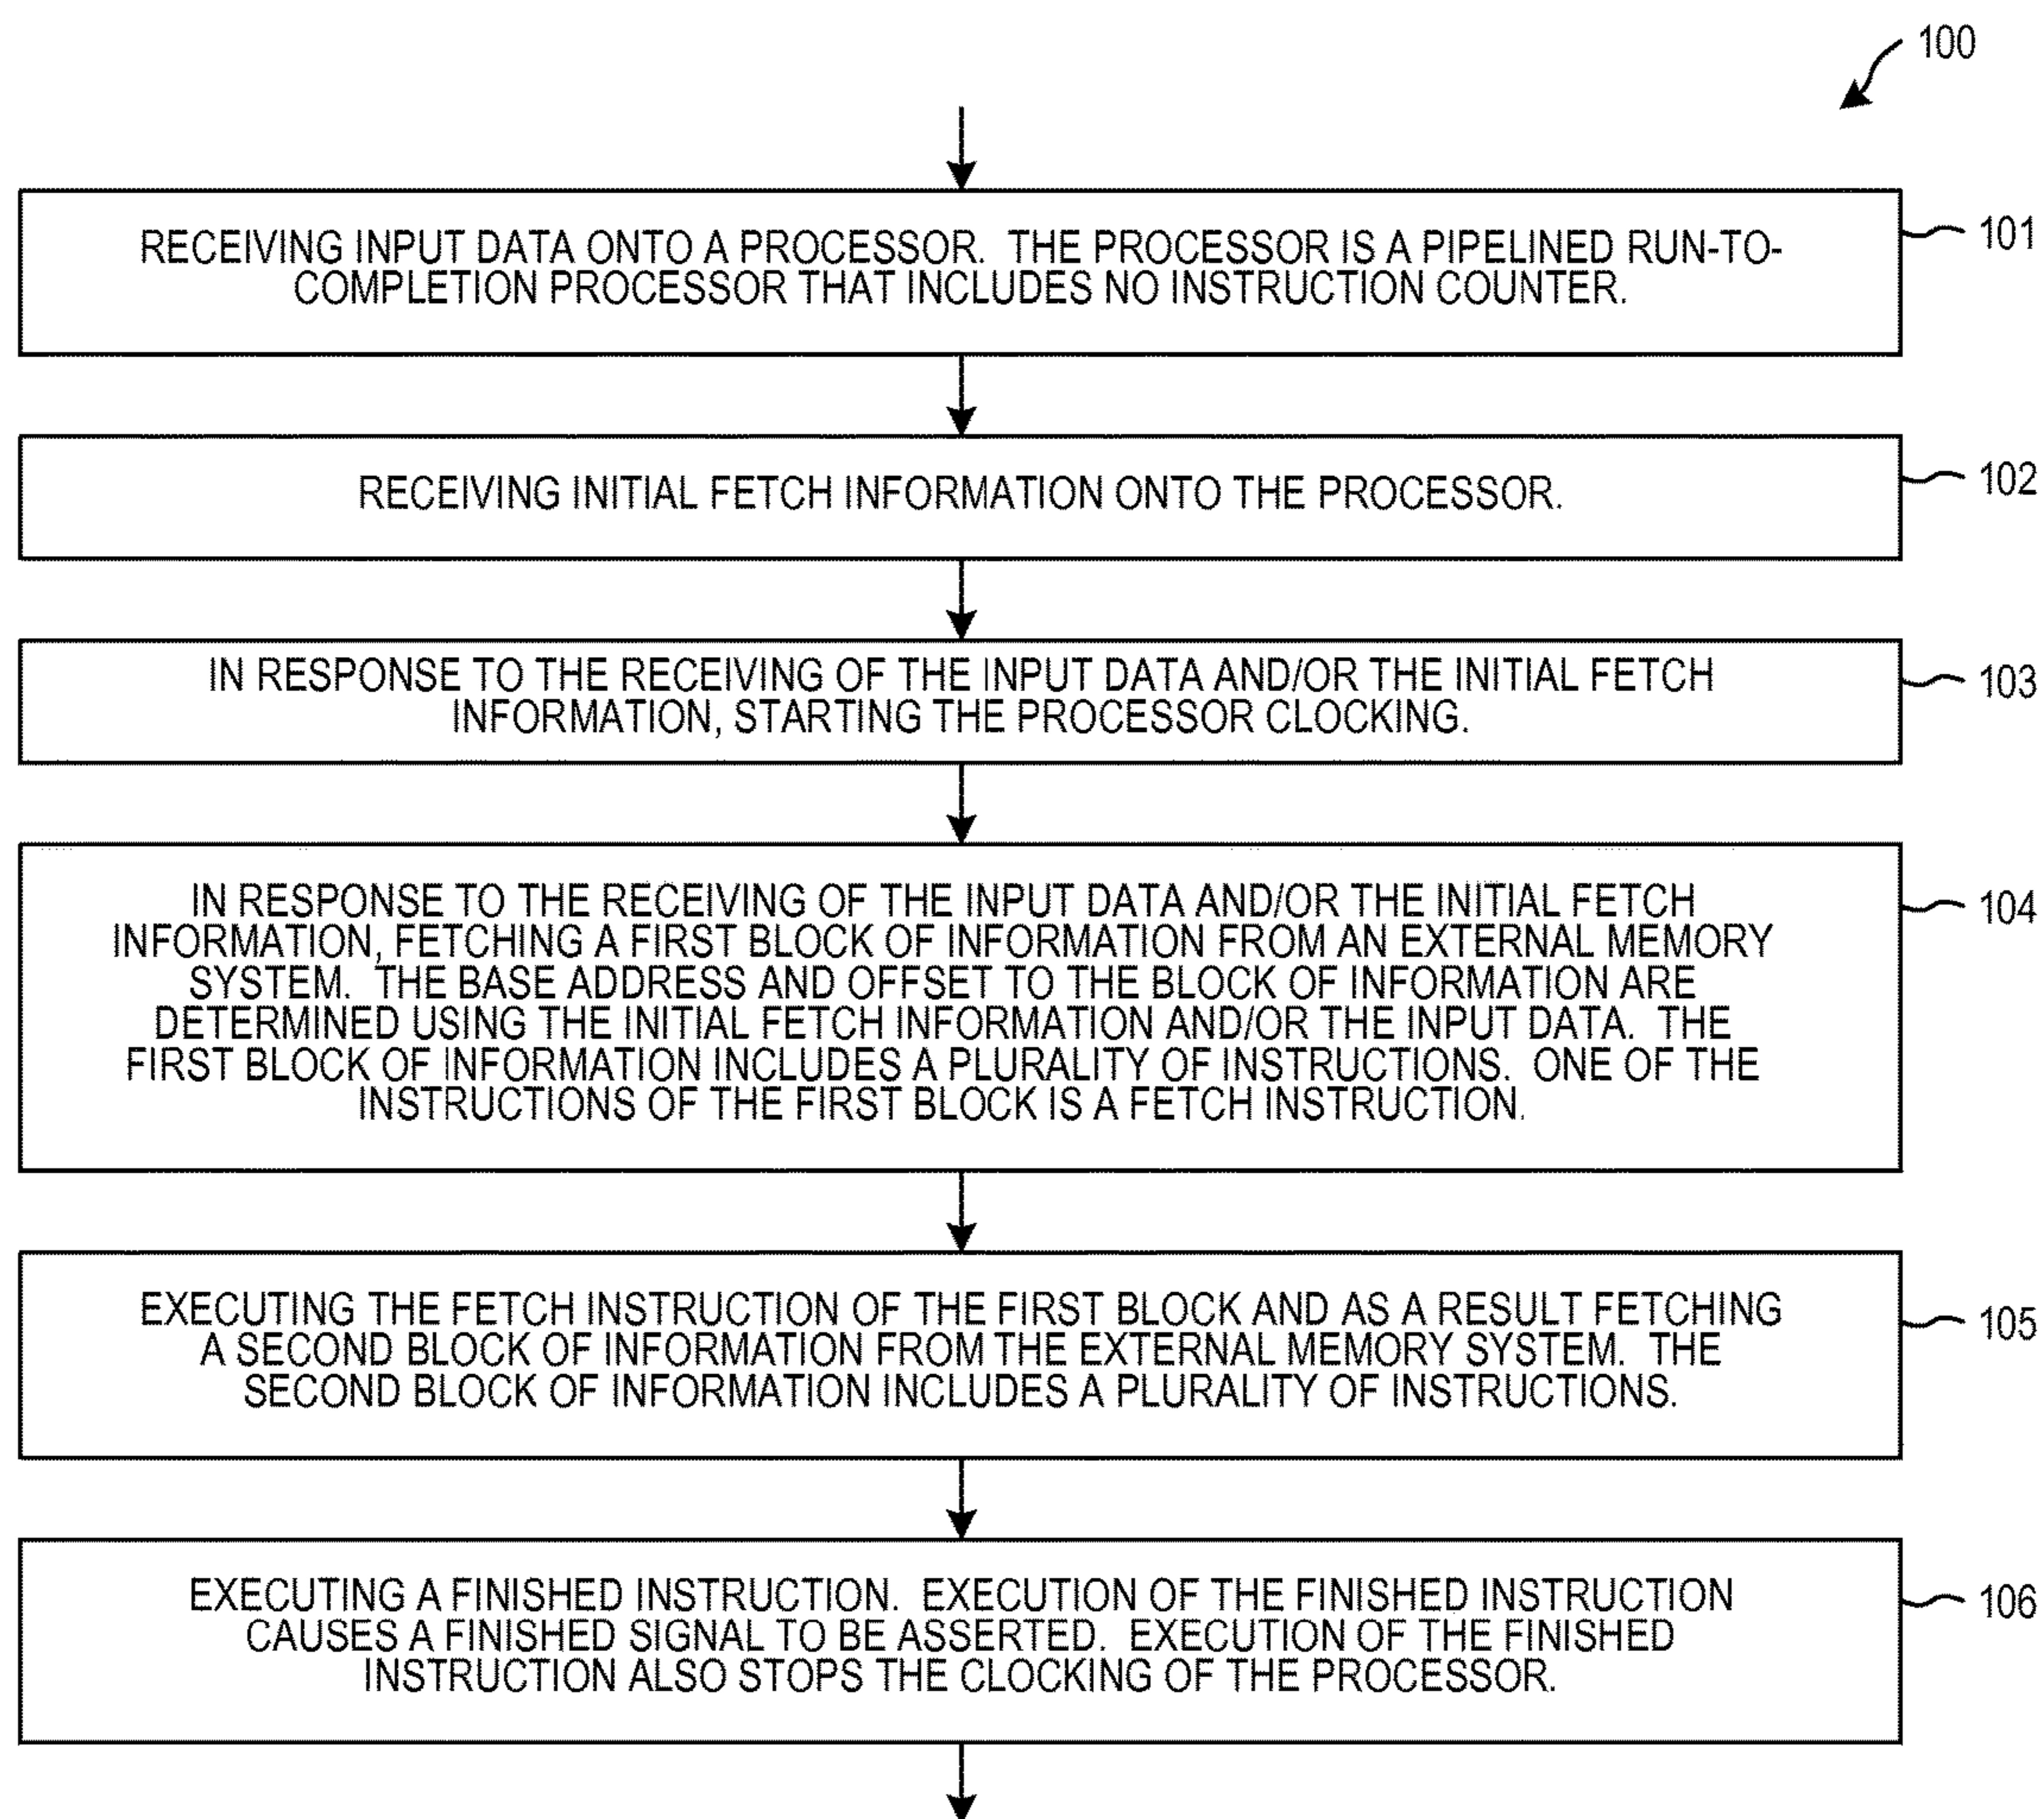 100
RECEIVING INPUT DATA ONTO A PROCESSOR. THE PROCESSOR IS A PIPELINED RUN-TO-
COMPLETION PROCESSOR THAT INCLUDES NO INSTRUCTION COUNTER.
101
RECEIVING INITIAL FETCH INFORMATION ONTO THE PROCESSOR.
102
IN RESPONSE TO THE RECEIVING OF THE INPUT DATA AND/OR THE INITIAL FETCH
INFORMATION, STARTING THE PROCESSOR CLOCKING.
103
IN RESPONSE TO THE RECEIVING OF THE INPUT DATA AND/OR THE INITIAL FETCH
INFORMATION, FETCHING A FIRST BLOCK OF INFORMATION FROM AN EXTERNAL MEMORY
SYSTEM. THE BASE ADDRESS AND OFFSET TO THE BLOCK OF INFORMATION ARE
DETERMINED USING THE INITIAL FETCH INFORMATION AND/OR THE INPUT DATA. THE
FIRST BLOCK OF INFORMATION INCLUDES A PLURALITY OF INSTRUCTIONS. ONE OF THE
INSTRUCTIONS OF THE FIRST BLOCK IS A FETCH INSTRUCTION.
104
EXECUTING THE FETCH INSTRUCTION OF THE FIRST BLOCK AND AS A RESULT FETCHING
A SECOND BLOCK OF INFORMATION FROM THE EXTERNAL MEMORY SYSTEM. THE
SECOND BLOCK OF INFORMATION INCLUDES A PLURALITY OF INSTRUCTIONS.
105
EXECUTING A FINISHED INSTRUCTION. EXECUTION OF THE FINISHED INSTRUCTION
CAUSES A FINISHED SIGNAL TO BE ASSERTED. EXECUTION OF THE FINISHED
INSTRUCTION ALSO STOPS THE CLOCKING OF THE PROCESSOR.
106